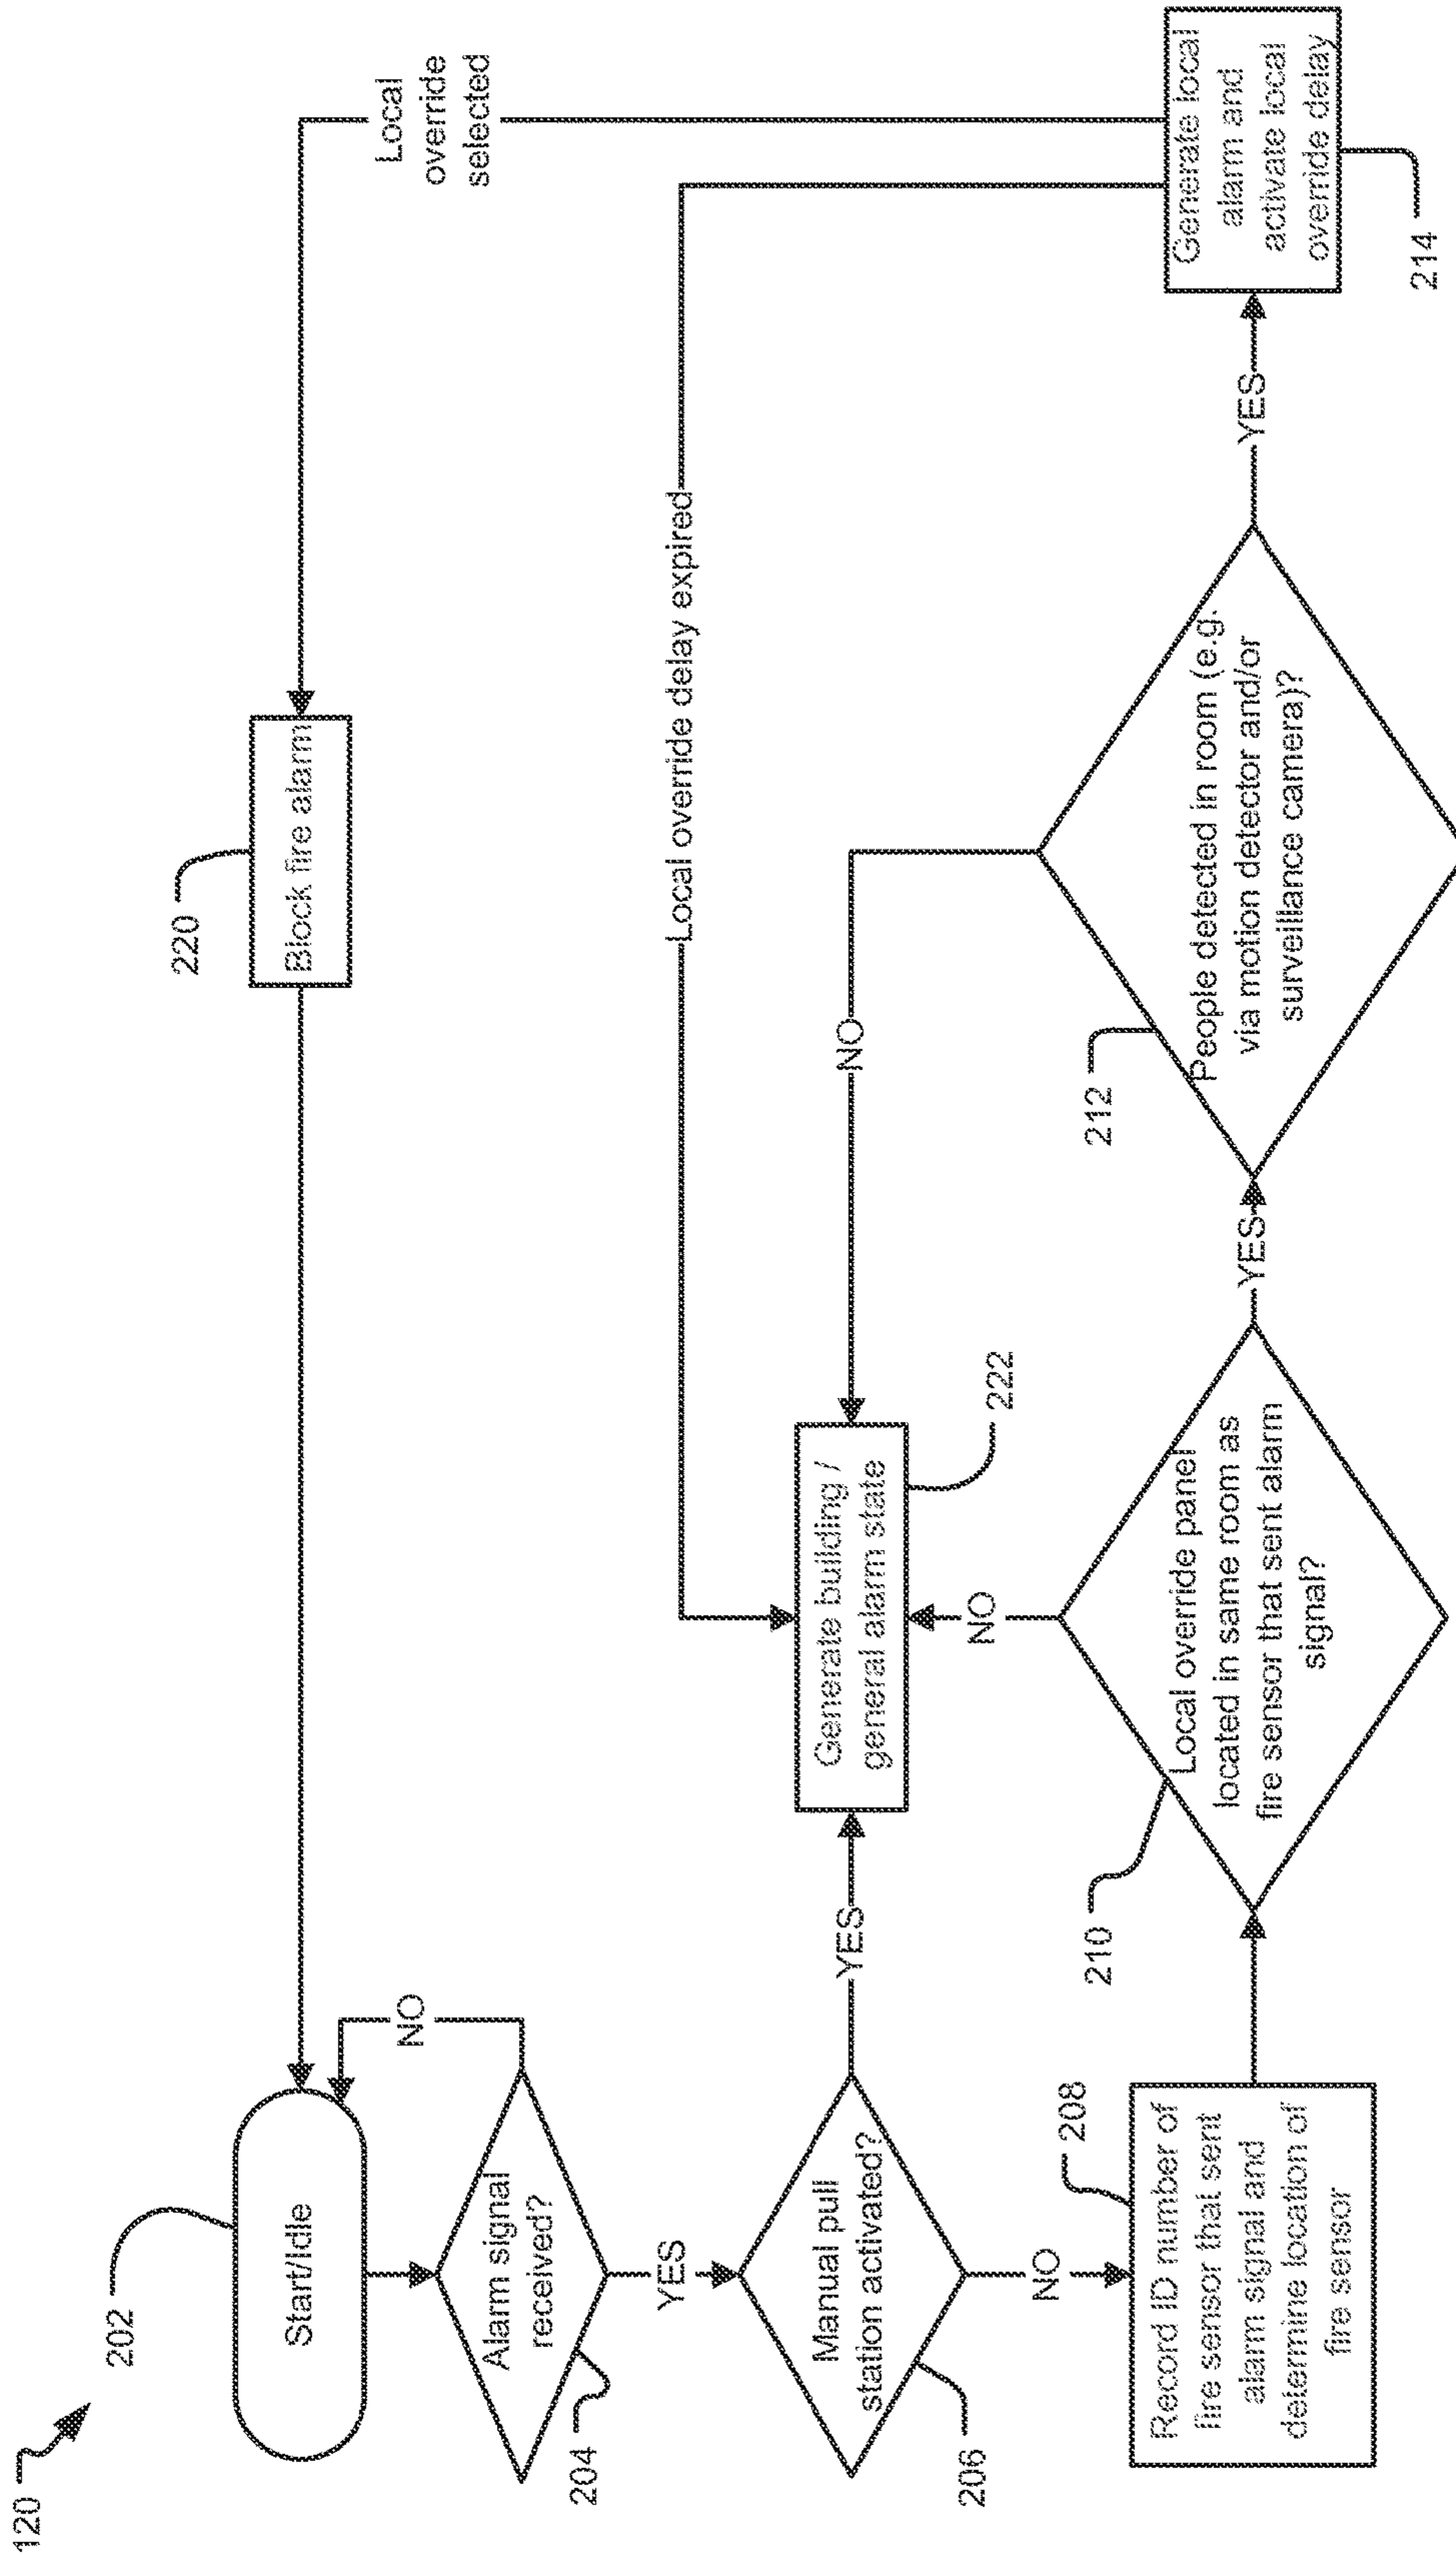 120
202
Start/Idle
204
Alarm signal
received?
NO
YES
206
Manual pull
station activated?
YES
NO
208
Record ID number of
fire sensor that sent
alarm signal and
determine location of
fire sensor
210
Local override panel
located in same room as
fire sensor that sent alarm
signal?
NO
YES
222
Generate building /
general alarm state
212
People detected in room (e.g.
via motion detector and/or
surveillance camera)?
NO
YES
214
Generate local
alarm and
activate local
override delay
Local override delay expired
Local
override
selected
220
Block fire alarm